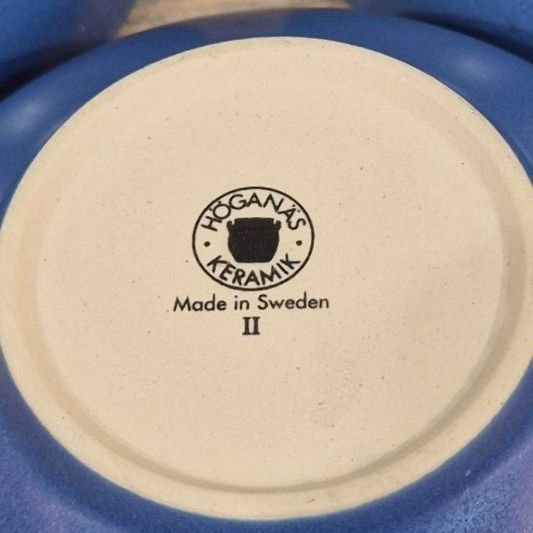 HÖGANÄS
KERAMIK
Made in Sweden
II